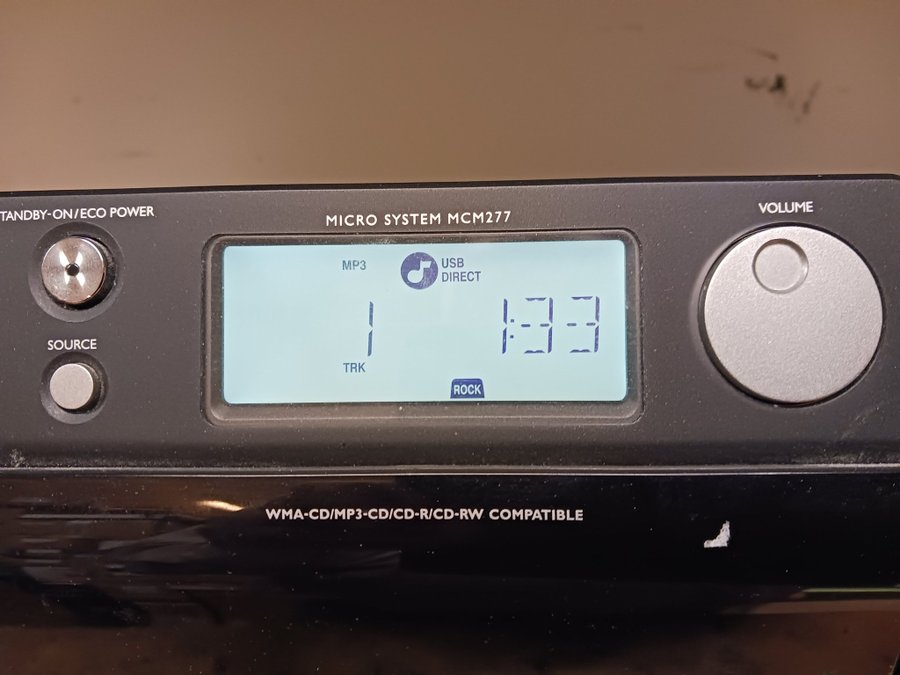 TANDBY-ON/ECO POWER
MICRO SYSTEM MCM277
VOLUME
SOURCE
MP3
USB
DIRECT
1
1:33
TRK
ROCK
WMA-CD/MP3-CD/CD-R/CD-RW COMPATIBLE